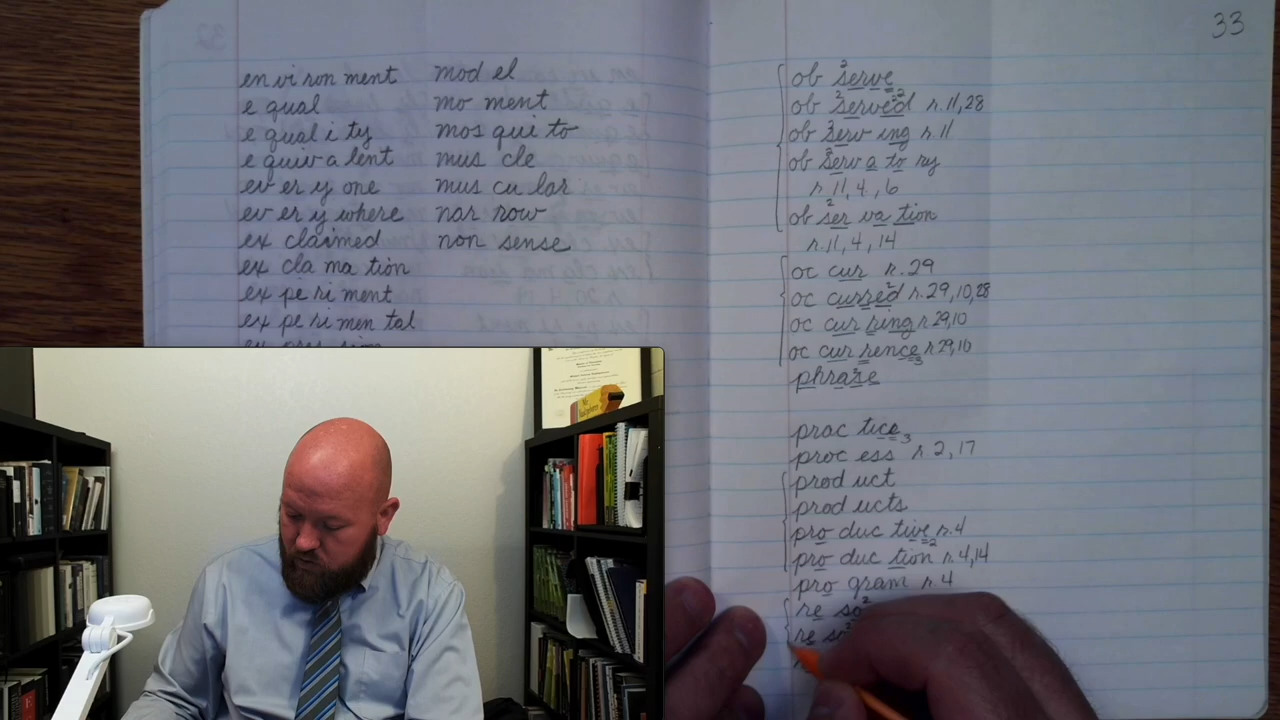 33
en vi ron ment
e qual
e qual i ty
e quiv a lent
ev er y one
ev er y where
ex claimed
ex cla ma tion
ex pe ri ment
ex pe ri men tal
mod el
mo ment
mos qui to
mus cle
mus cu lar
nar row
non sense
ob serve
ob served r. 11, 28
ob serv ing r. 11
ob serv a to ry
r. 11, 4, 6
ob ser va tion
r. 11, 4, 14
oc cur r. 29
oc curred r. 29, 10, 28
oc cur ring r 29, 10
oc cur rence r 29, 10
phrase
prac tice
proc ess r. 2, 17
prod uct
prod ucts
pro duc tive r. 4
pro duc tion r. 4, 14
pro gram r. 4
re
re